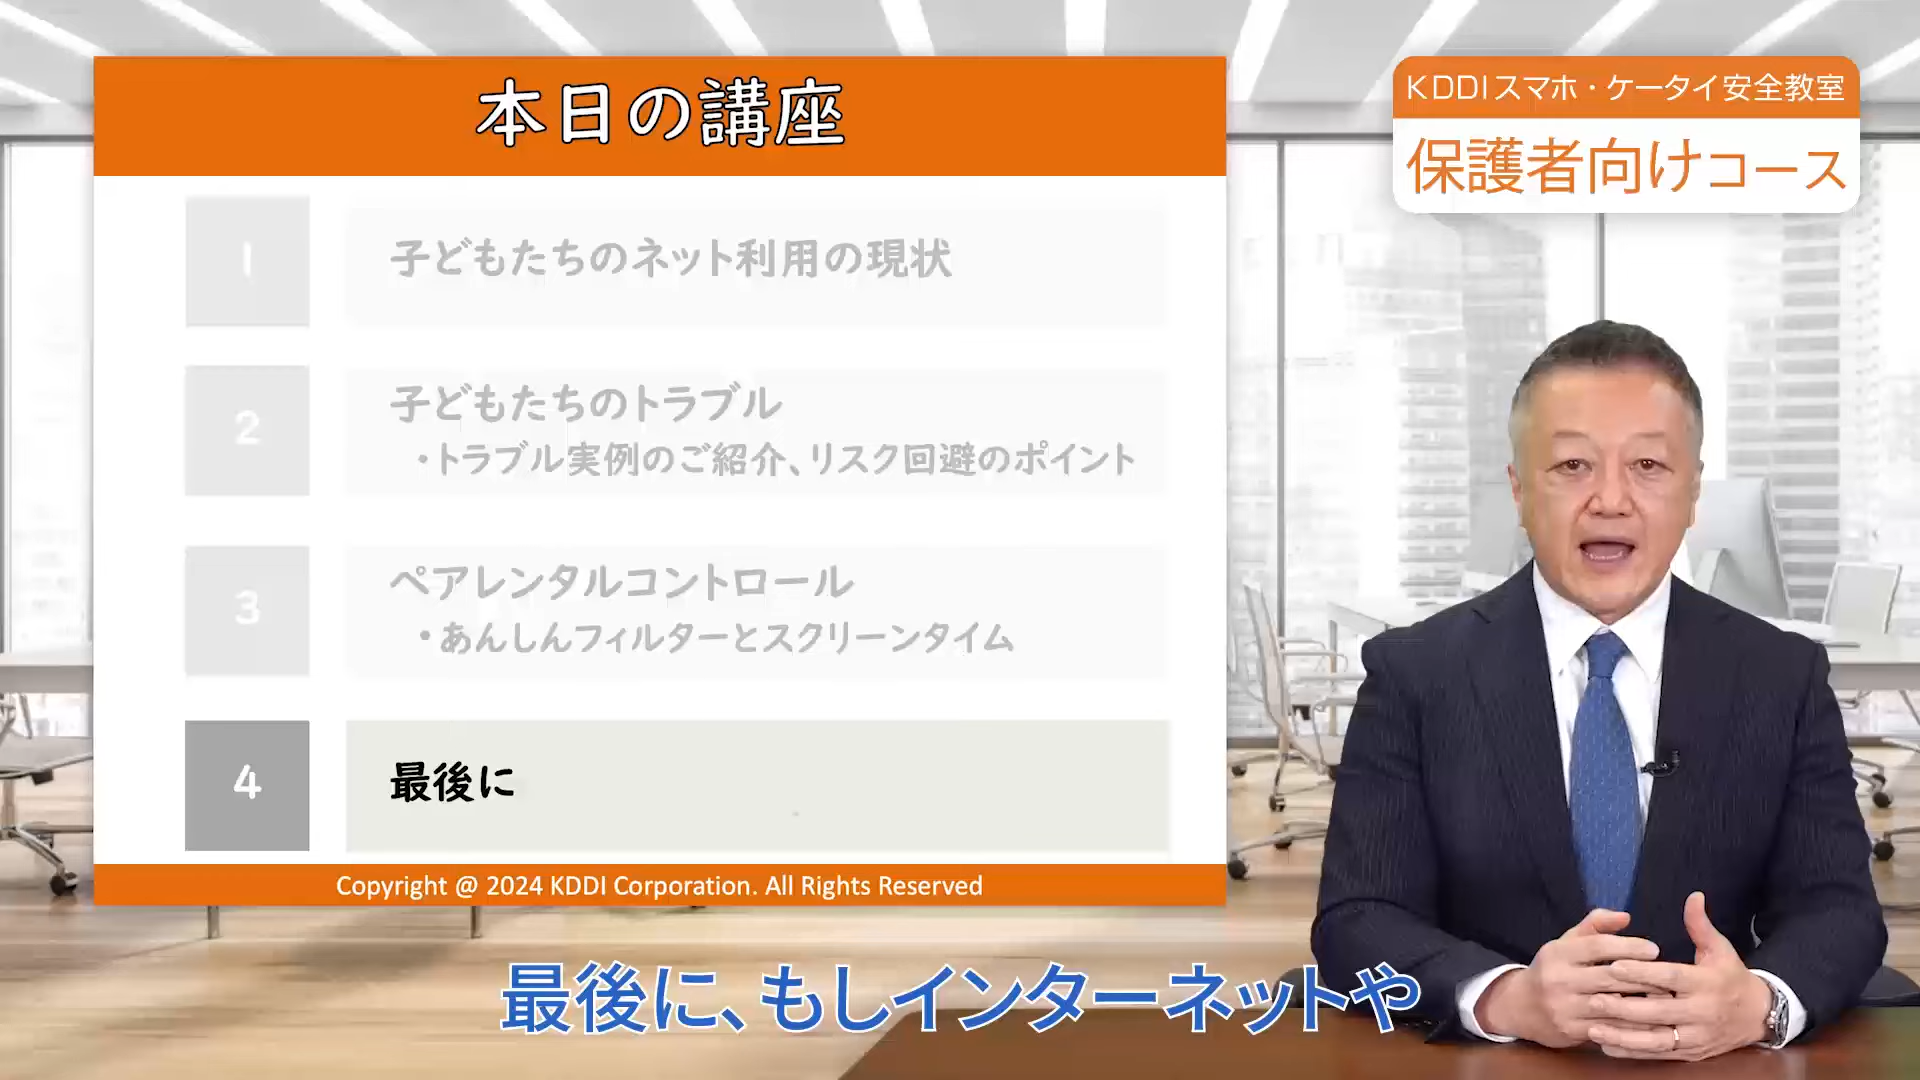 本日の講座
KDDIスマホ・ケータイ安全教室
保護者向けコース
1
子どもたちのネット利用の現状
2
子どもたちのトラブル
・トラブル実例のご紹介、リスク回避のポイント
3
ペアレンタルコントロール
・あんしんフィルターとスクリーンタイム
4
最後に
Copyright @ 2024 KDDI Corporation. All Rights Reserved
最後に、もしインターネットや